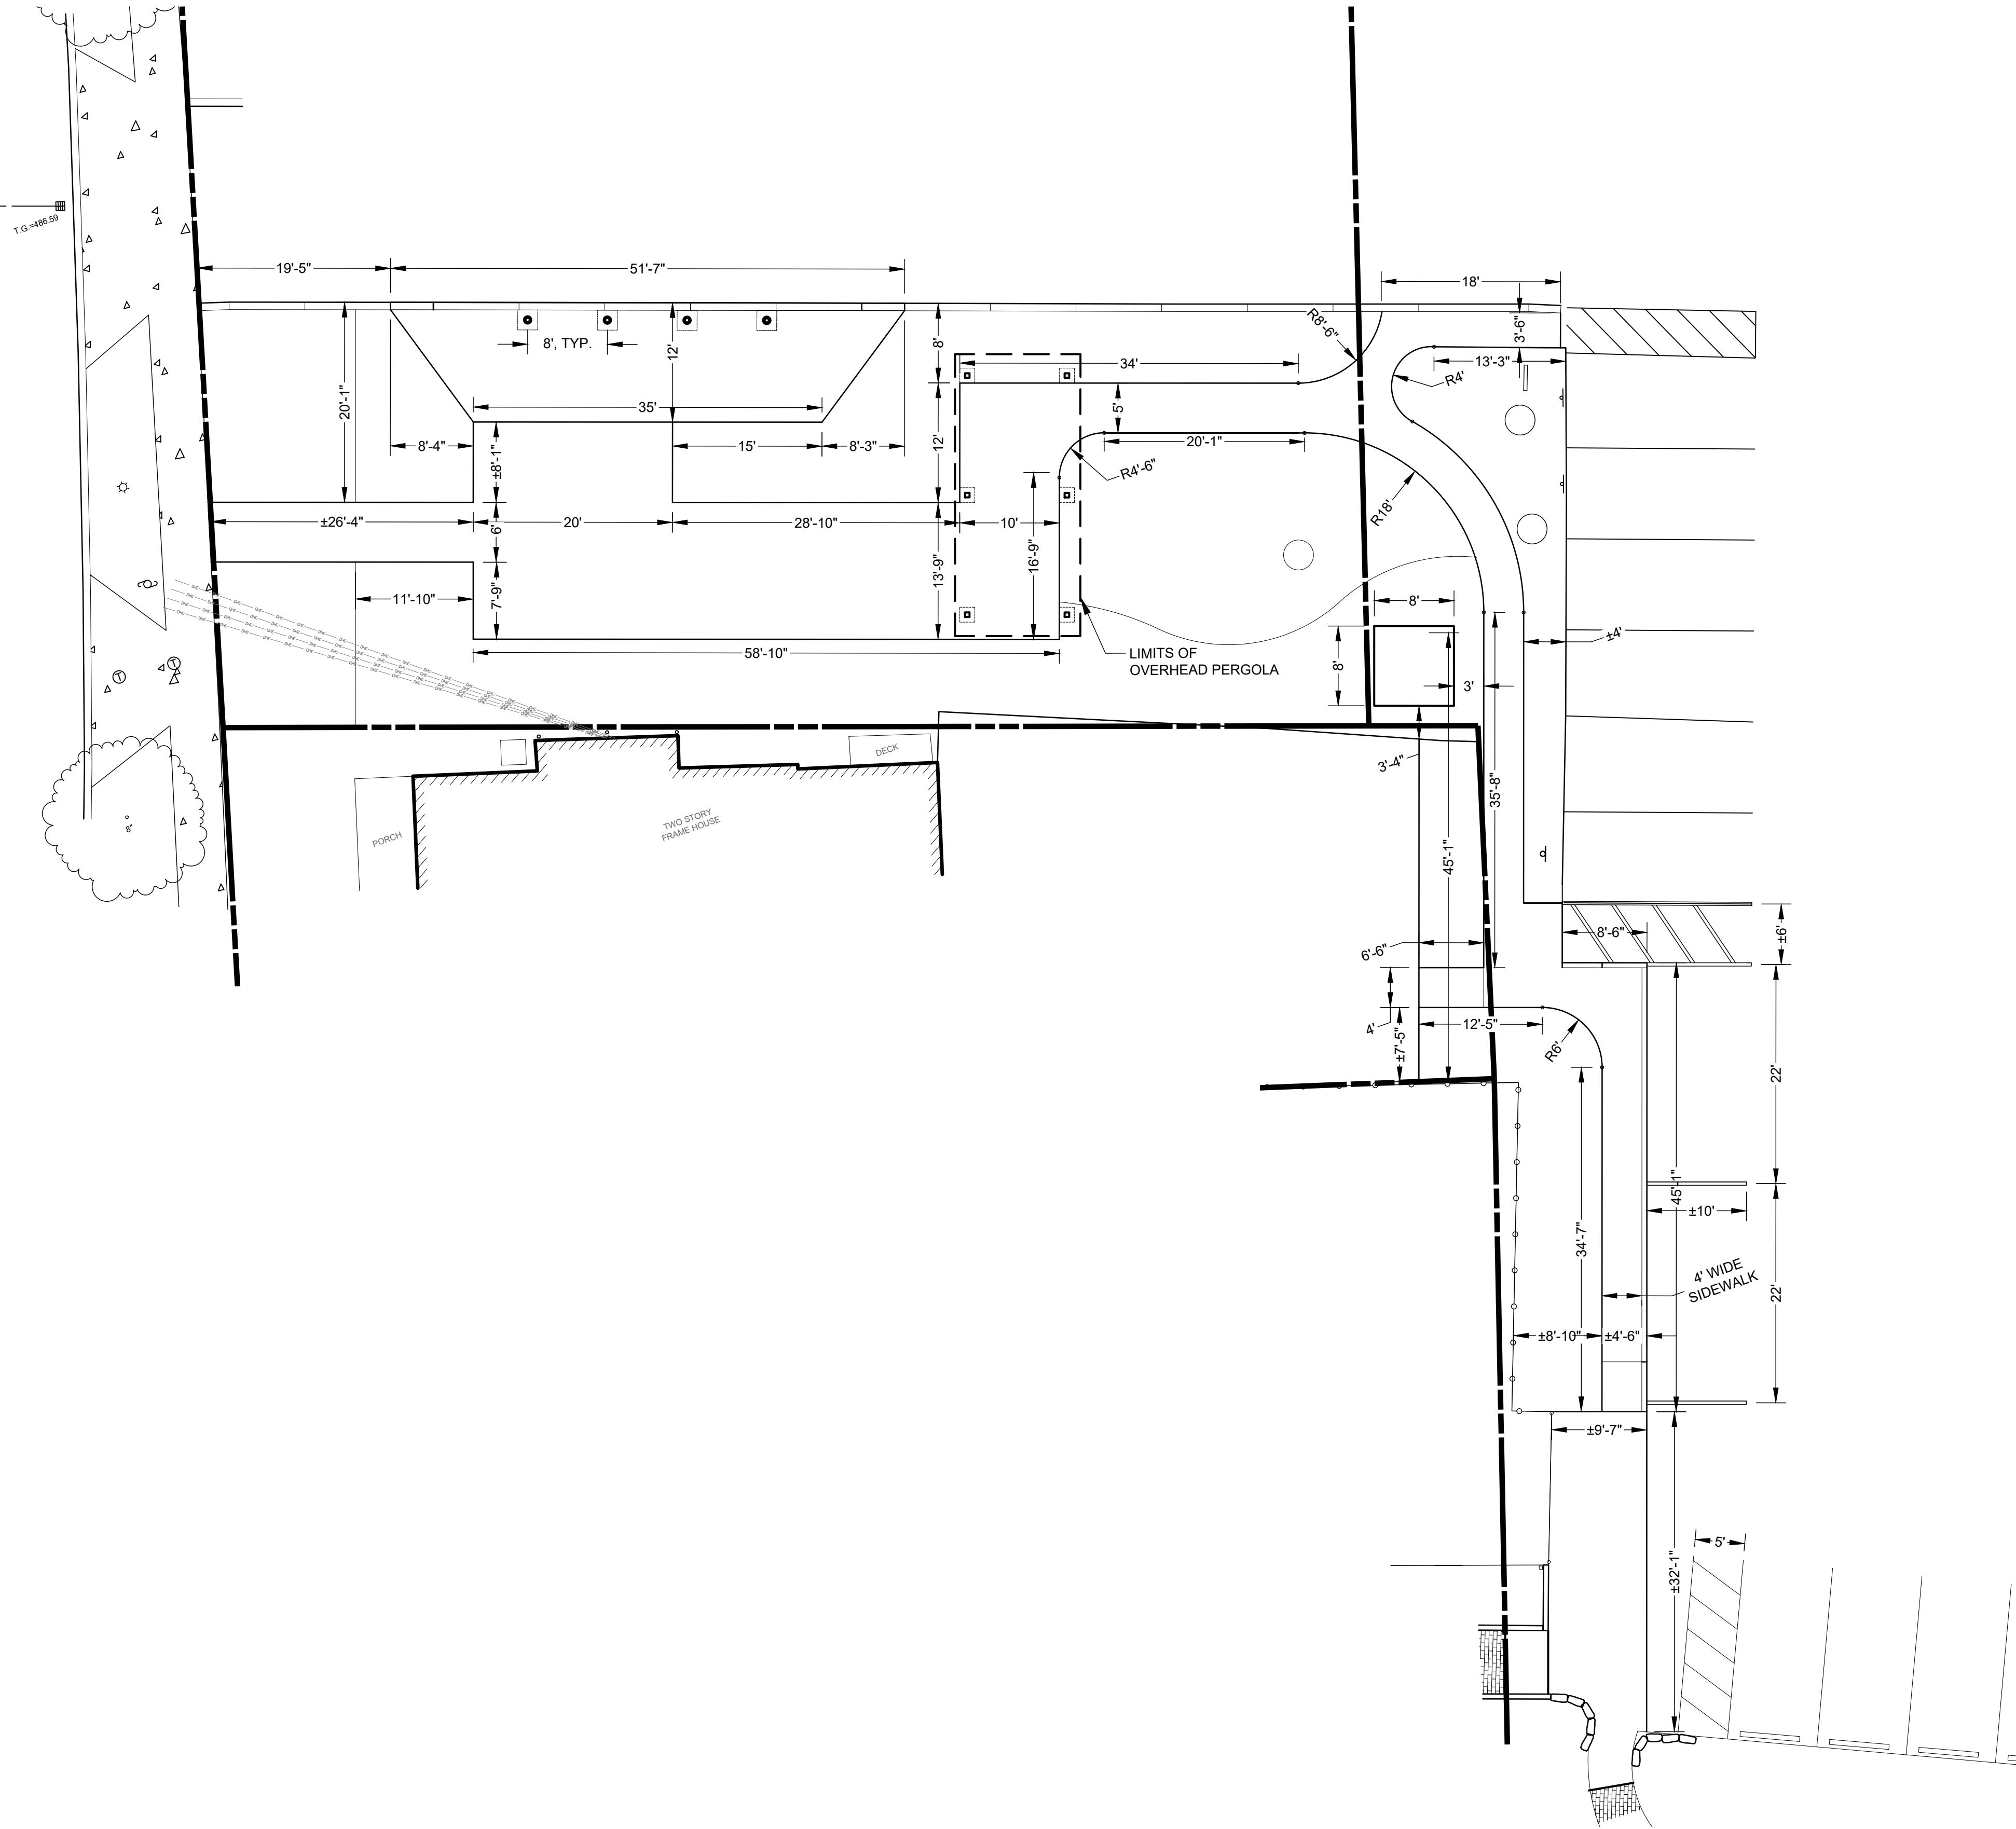 T.G.=486.59
19'-5"
51'-7"
18'
8', TYP.
12'
8'
R8'-6"
3'-6"
34'
13'-3"
R4'
20'-1"
35'
5'
8'-4"
±8'-1"
15'
8'-3"
12'
20'-1"
R4'-6"
R18'
±26'-4"
20'
28'-10"
10'
6'
16'-9"
13'-9"
11'-10"
7'-9"
8'
±4'
58'-10"
LIMITS OF
OVERHEAD PERGOLA
8'
3'
T
T
OHE
DECK
3'-4"
35'-8"
8"
PORCH
TWO STORY
FRAME HOUSE
45'-1"
6'-6"
8'-6"
±6'
4'
±7'-5"
12'-5"
R6'
22'
45'-1"
±10'
34'-7"
4' WIDE
SIDEWALK
22'
±8'-10"
±4'-6"
±9'-7"
5'
±32'-1"